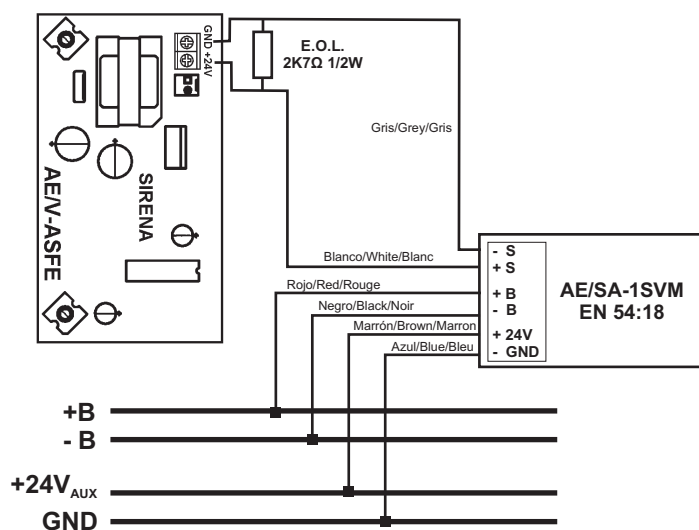 GND +24V
E.O.L.
2K7Ω 1/2W
Gris/Grey/Gris
AE/V-ASFE
SIRENA
Blanco/White/Blanc
Rojo/Red/Rouge
Negro/Black/Noir
Marrón/Brown/Marron
Azul/Blue/Bleu
- S
+ S
+ B
- B
+ 24V
- GND
AE/SA-1SVM
EN 54:18
+B
- B
+24VAUX
GND